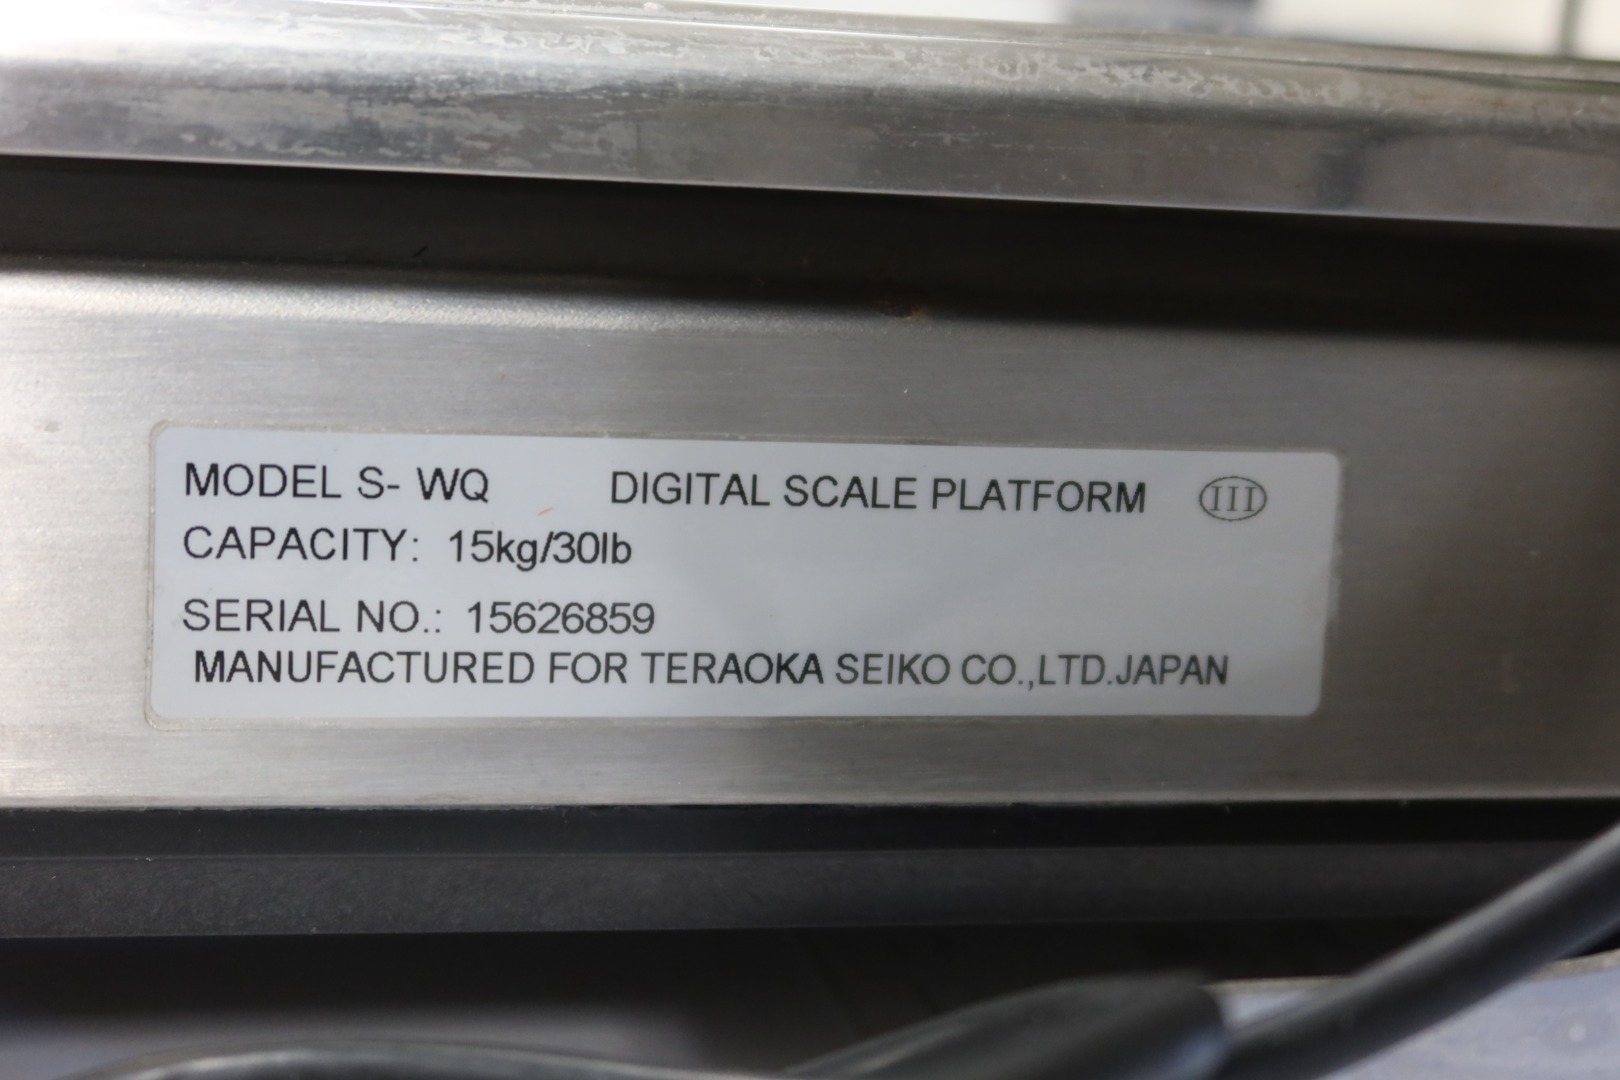 MODEL S- WQ DIGITAL SCALE PLATFORM III
CAPACITY: 15kg/30lb
SERIAL NO.: 15626859
MANUFACTURED FOR TERAOKA SEIKO CO.,LTD.JAPAN